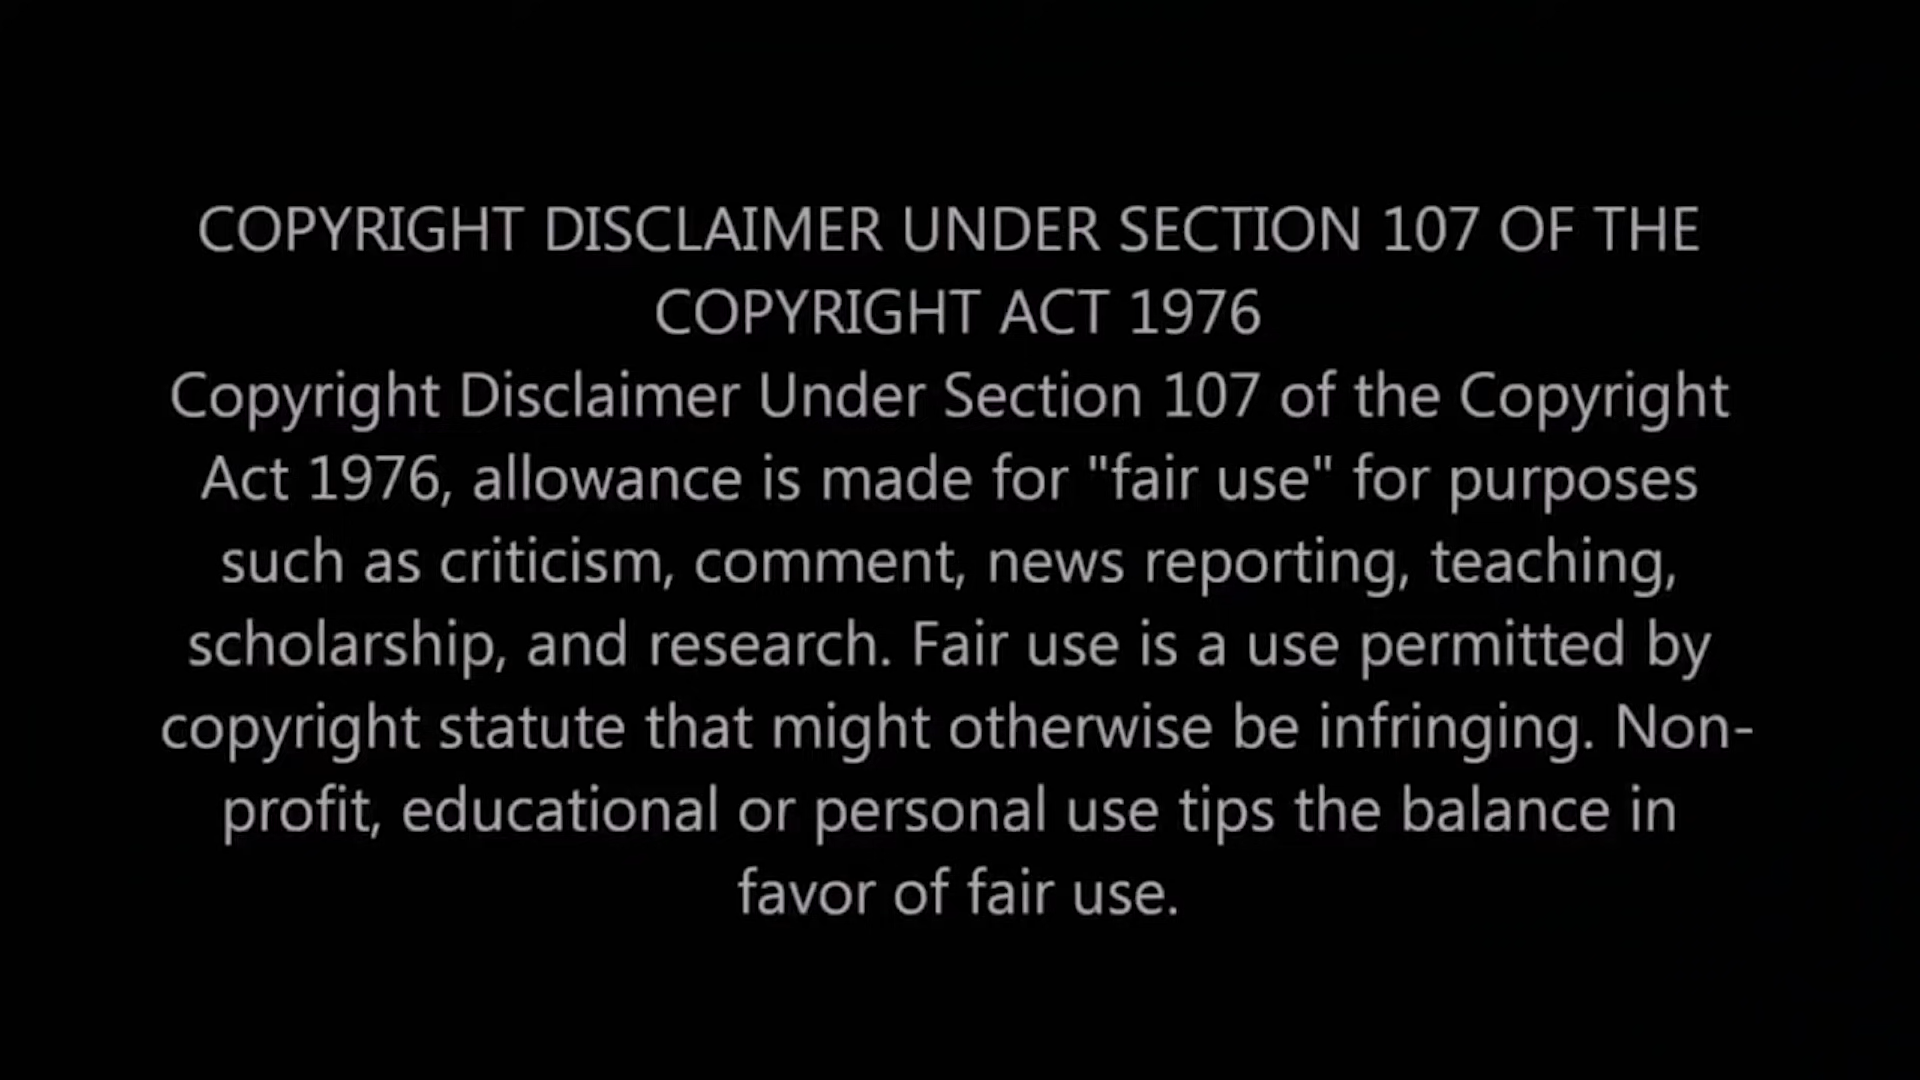 COPYRIGHT DISCLAIMER UNDER SECTION 107 OF THE
COPYRIGHT ACT 1976
Copyright Disclaimer Under Section 107 of the Copyright
Act 1976, allowance is made for "fair use" for purposes
such as criticism, comment, news reporting, teaching,
scholarship, and research. Fair use is a use permitted by
copyright statute that might otherwise be infringing. Non-
profit, educational or personal use tips the balance in
favor of fair use.